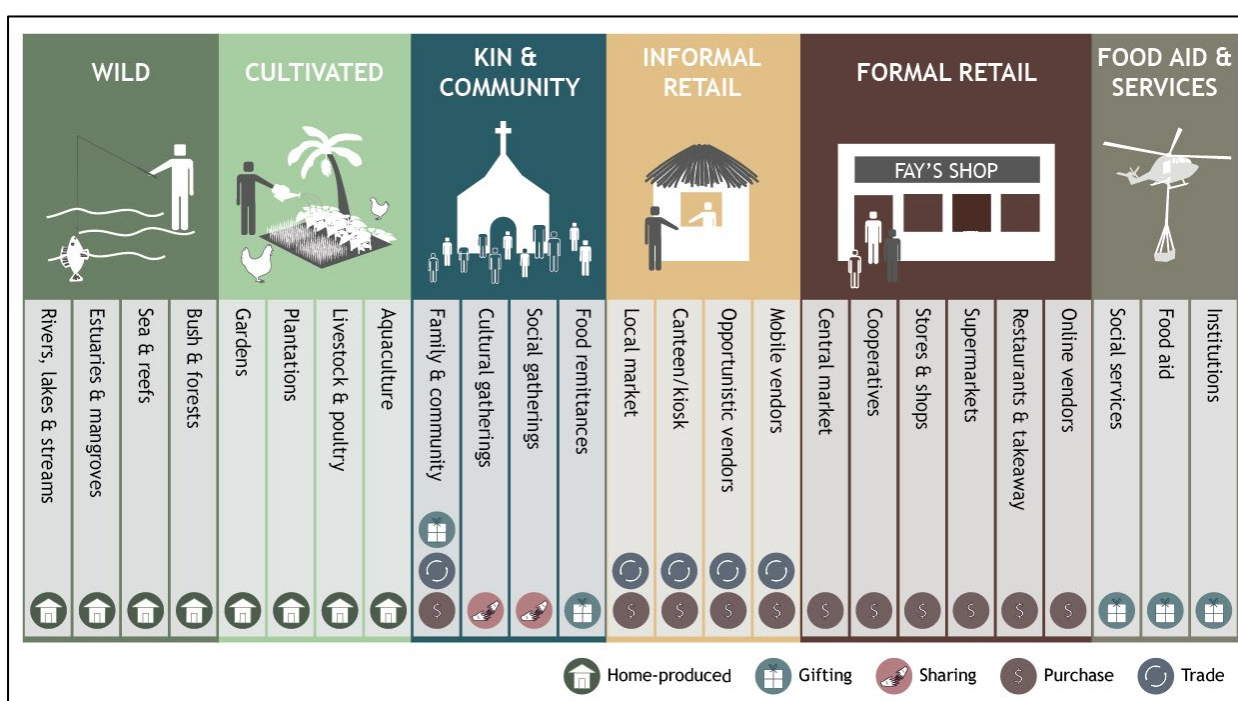 WILD
CULTIVATED
KIN &
COMMUNITY
INFORMAL
RETAIL
FORMAL RETAIL
FOOD AID &
SERVICES
FAY'S SHOP
Rivers, lakes & streams
Estuaries & mangroves
Sea & reefs
Bush & forests
Gardens
Plantations
Livestock & poultry
Aquaculture
Family & community
Cultural gatherings
Social gatherings
Food remittances
Local market
Canteen/kiosk
Opportunistic vendors
Mobile vendors
Central market
Cooperatives
Stores & shops
Supermarkets
Restaurants & takeaway
Online vendors
Social services
Food aid
Institutions
$
$ $ $ $
$ $ $ $ $ $
Home-produced
Gifting
Sharing
$ Purchase
Trade